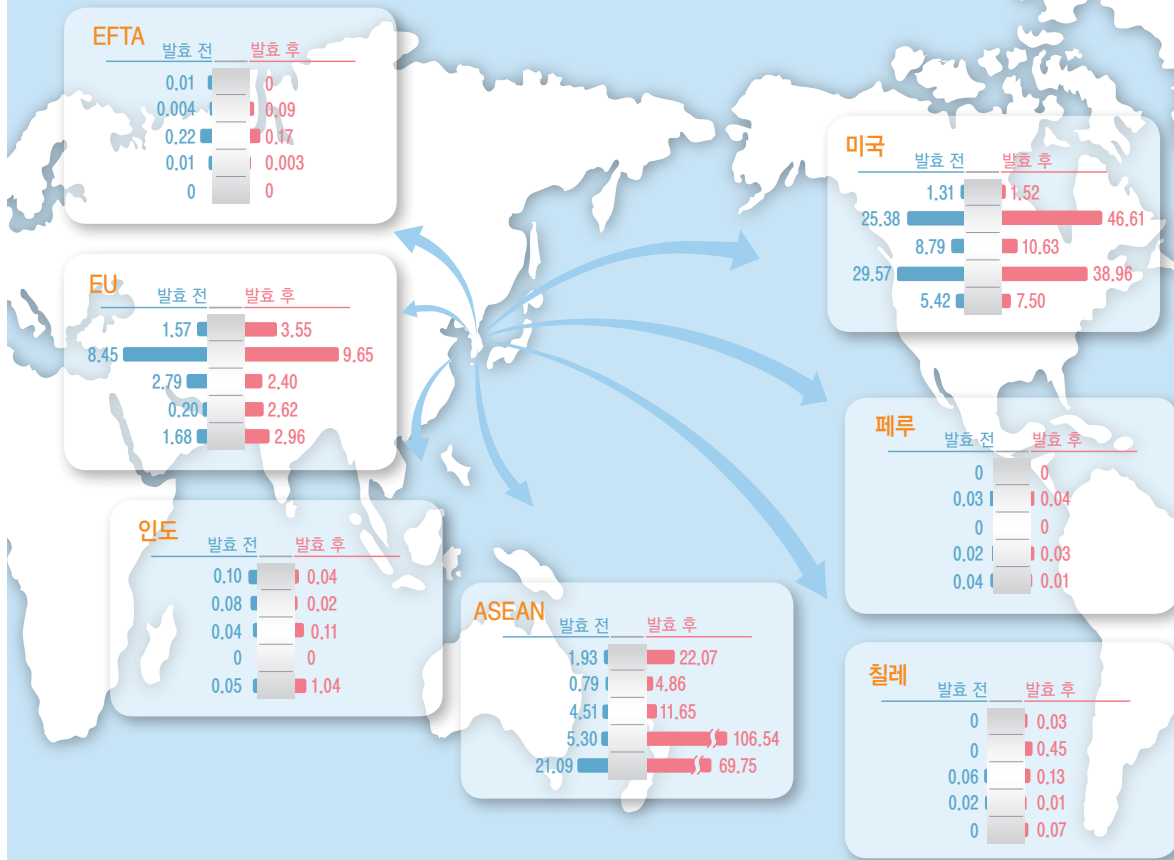 EFTA
발효 전 발효 후
0.01 0
0.004 0.09
0.22 0.17
0.01 0.003
0 0
미국
발효 전 발효 후
1.31 1.52
25.38 46.61
8.79 10.63
29.57 38.96
5.42 7.50
EU
발효 전 발효 후
1.57 3.55
8.45 9.65
2.79 2.40
0.20 2.62
1.68 2.96
페루
발효 전 발효 후
0 0
0.03 0.04
0 0
0.02 0.03
0.04 0.01
인도
발효 전 발효 후
0.10 0.04
0.08 0.02
0.04 0.11
0 0
0.05 1.04
ASEAN
발효 전 발효 후
1.93 22.07
0.79 4.86
4.51 11.65
5.30 106.54
21.09 69.75
칠레
발효 전 발효 후
0 0.03
0 0.45
0.06 0.13
0.02 0.01
0 0.07